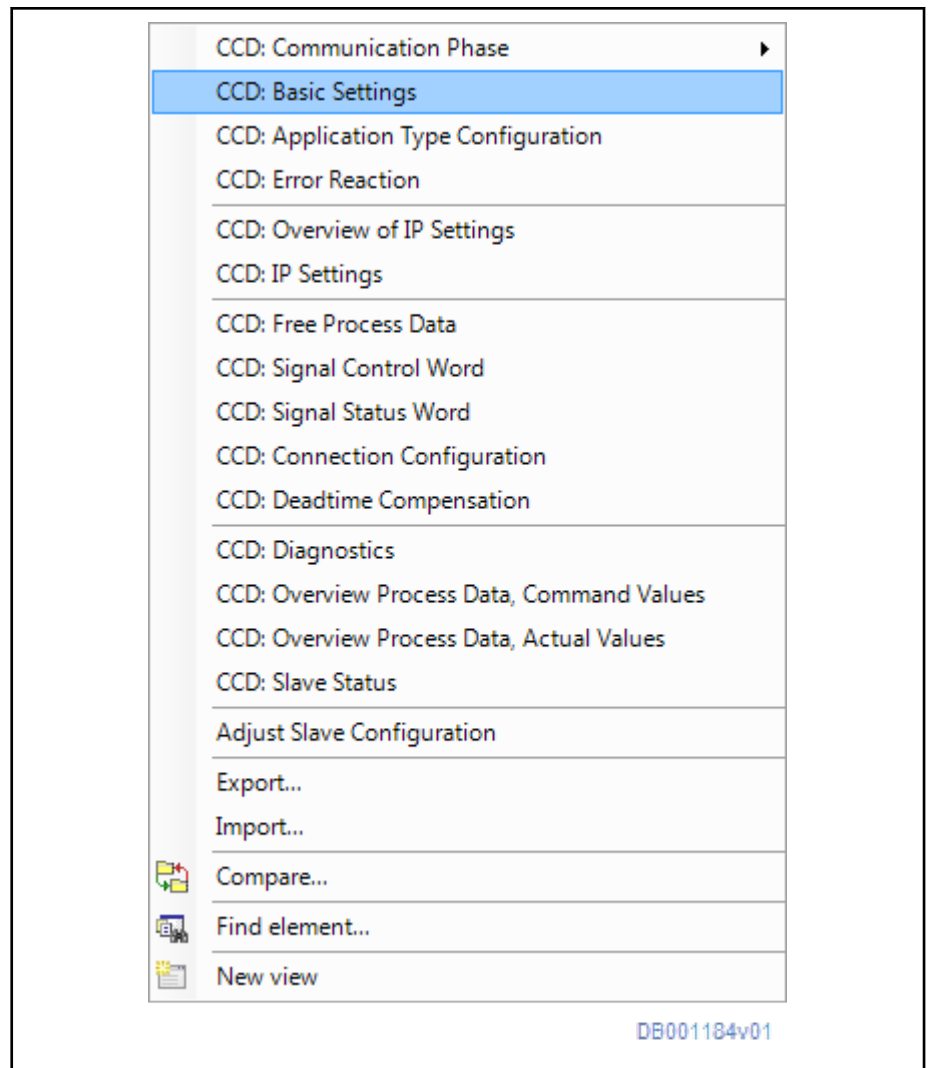 CCD: Communication Phase
CCD: Basic Settings
CCD: Application Type Configuration
CCD: Error Reaction
CCD: Overview of IP Settings
CCD: IP Settings
CCD: Free Process Data
CCD: Signal Control Word
CCD: Signal Status Word
CCD: Connection Configuration
CCD: Deadtime Compensation
CCD: Diagnostics
CCD: Overview Process Data, Command Values
CCD: Overview Process Data, Actual Values
CCD: Slave Status
Adjust Slave Configuration
Export...
Import...
Compare...
Find element...
New view
DB001184v01